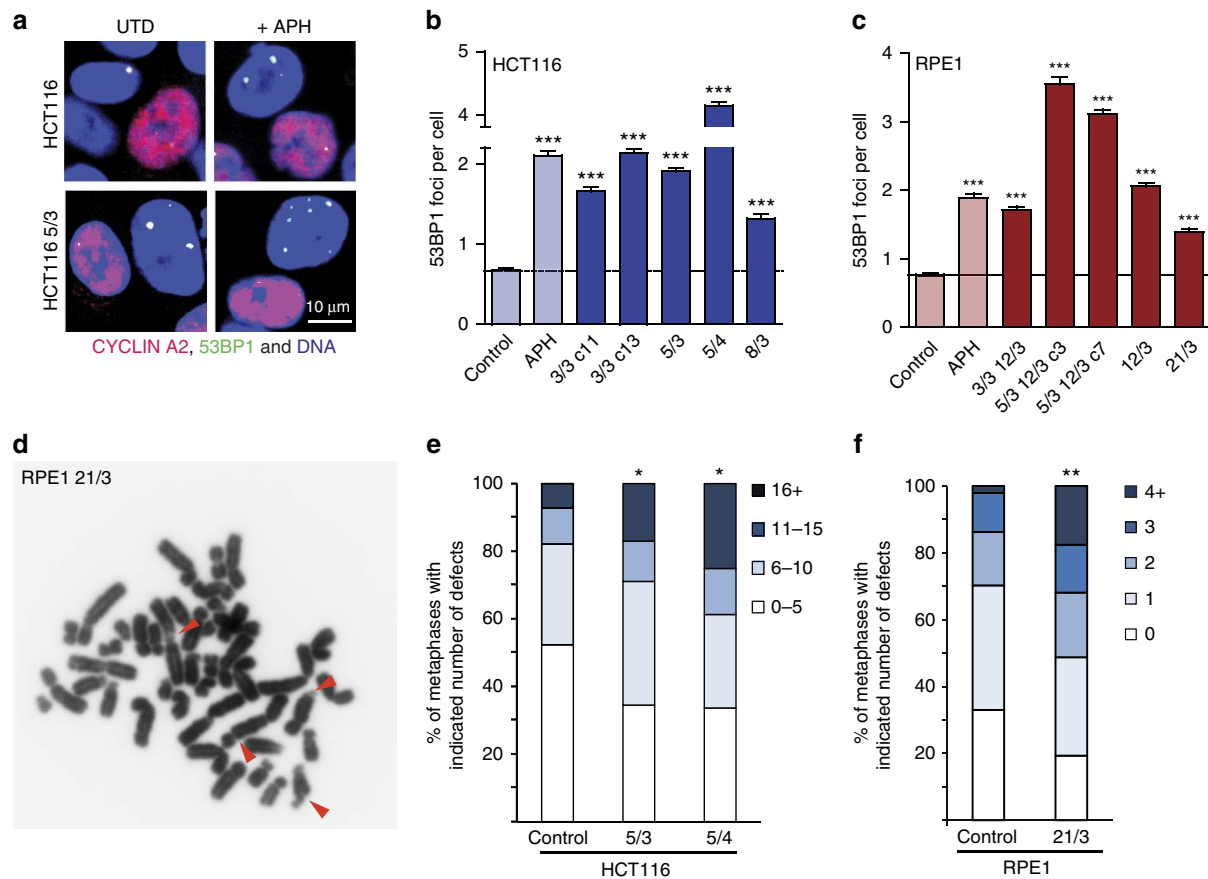 a
UTD
+ APH
HCT116
HCT116 5/3
10 μm
CYCLIN A2, 53BP1 and DNA
b
HCT116
53BP1 foci per cell
5
4
2
1
0
***
***
***
***
***
***
Control
APH
3/3 c11
3/3 c13
5/3
5/4
8/3
c
RPE1
53BP1 foci per cell
4
3
2
1
0
***
***
***
***
***
***
Control
APH
3/3 12/3
5/3 12/3 c3
5/3 12/3 c7
12/3
21/3
d
RPE1 21/3
e
% of metaphases with
indicated number of defects
100
80
60
40
20
*
*
16+
11–15
6–10
0–5
Control
5/3
5/4
HCT116
f
% of metaphases with
indicated number of defects
100
80
60
40
20
**
4+
3
2
1
0
Control
21/3
RPE1